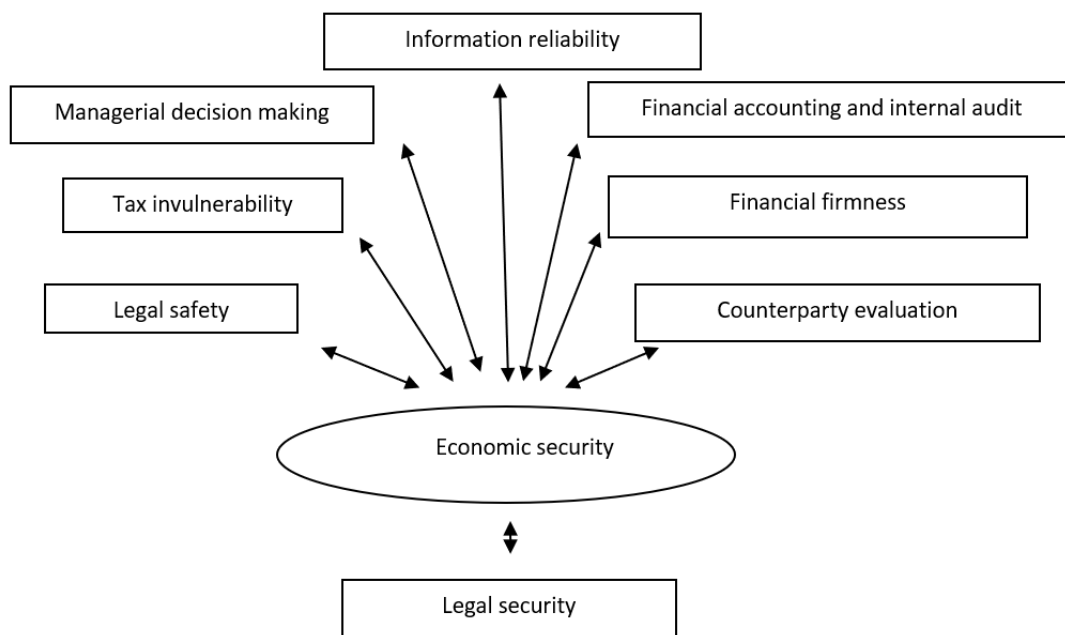 Information reliability
Managerial decision making
Financial accounting and internal audit
Tax invulnerability
Financial firmness
Legal safety
Counterparty evaluation
Economic security
Legal security